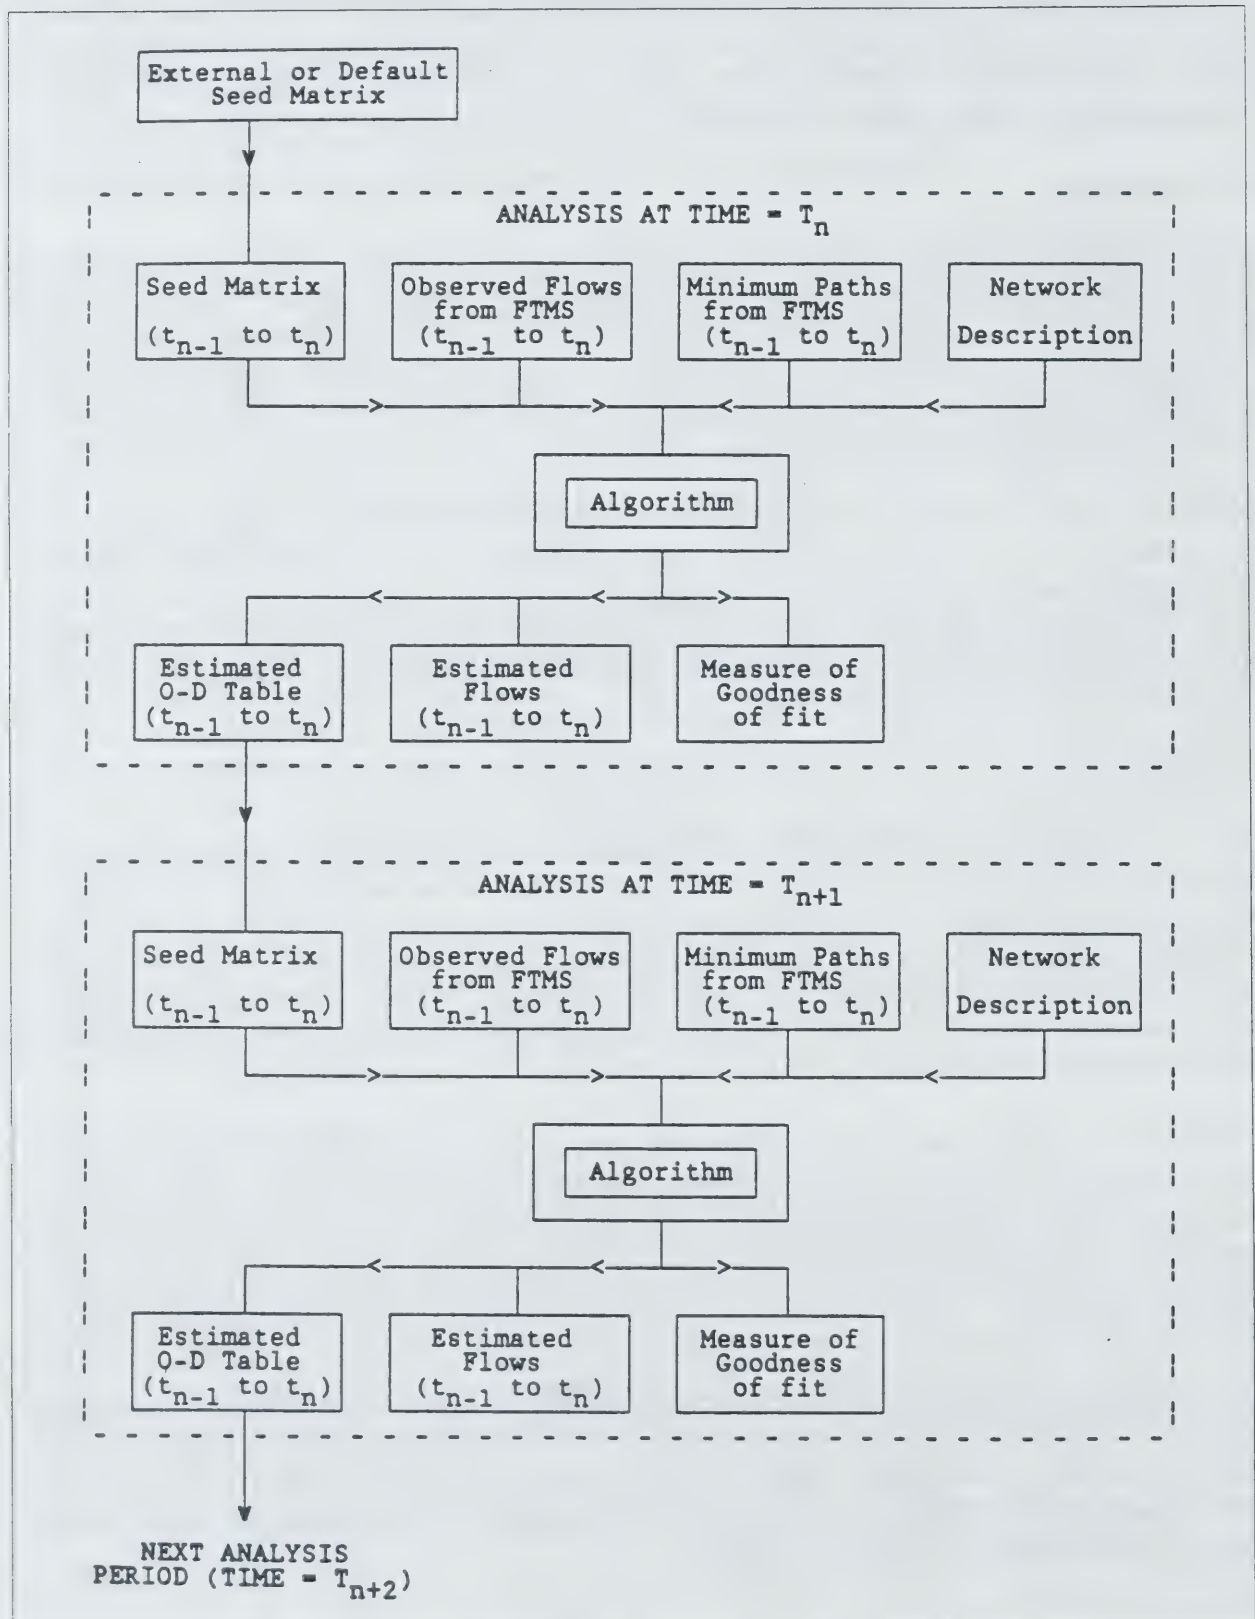 External or Default
Seed Matrix
ANALYSIS AT TIME = Tn
Seed Matrix
(tn-1 to tn)
Observed Flows
from FTMS
(tn-1 to tn)
Minimum Paths
from FTMS
(tn-1 to tn)
Network
Description
Algorithm
Estimated
O-D Table
(tn-1 to tn)
Estimated
Flows
(tn-1 to tn)
Measure of
Goodness
of fit
ANALYSIS AT TIME = Tn+1
Seed Matrix
(tn-1 to tn)
Observed Flows
from FTMS
(tn-1 to tn)
Minimum Paths
from FTMS
(tn-1 to tn)
Network
Description
Algorithm
Estimated
O-D Table
(tn-1 to tn)
Estimated
Flows
(tn-1 to tn)
Measure of
Goodness
of fit
NEXT ANALYSIS
PERIOD (TIME = Tn+2)